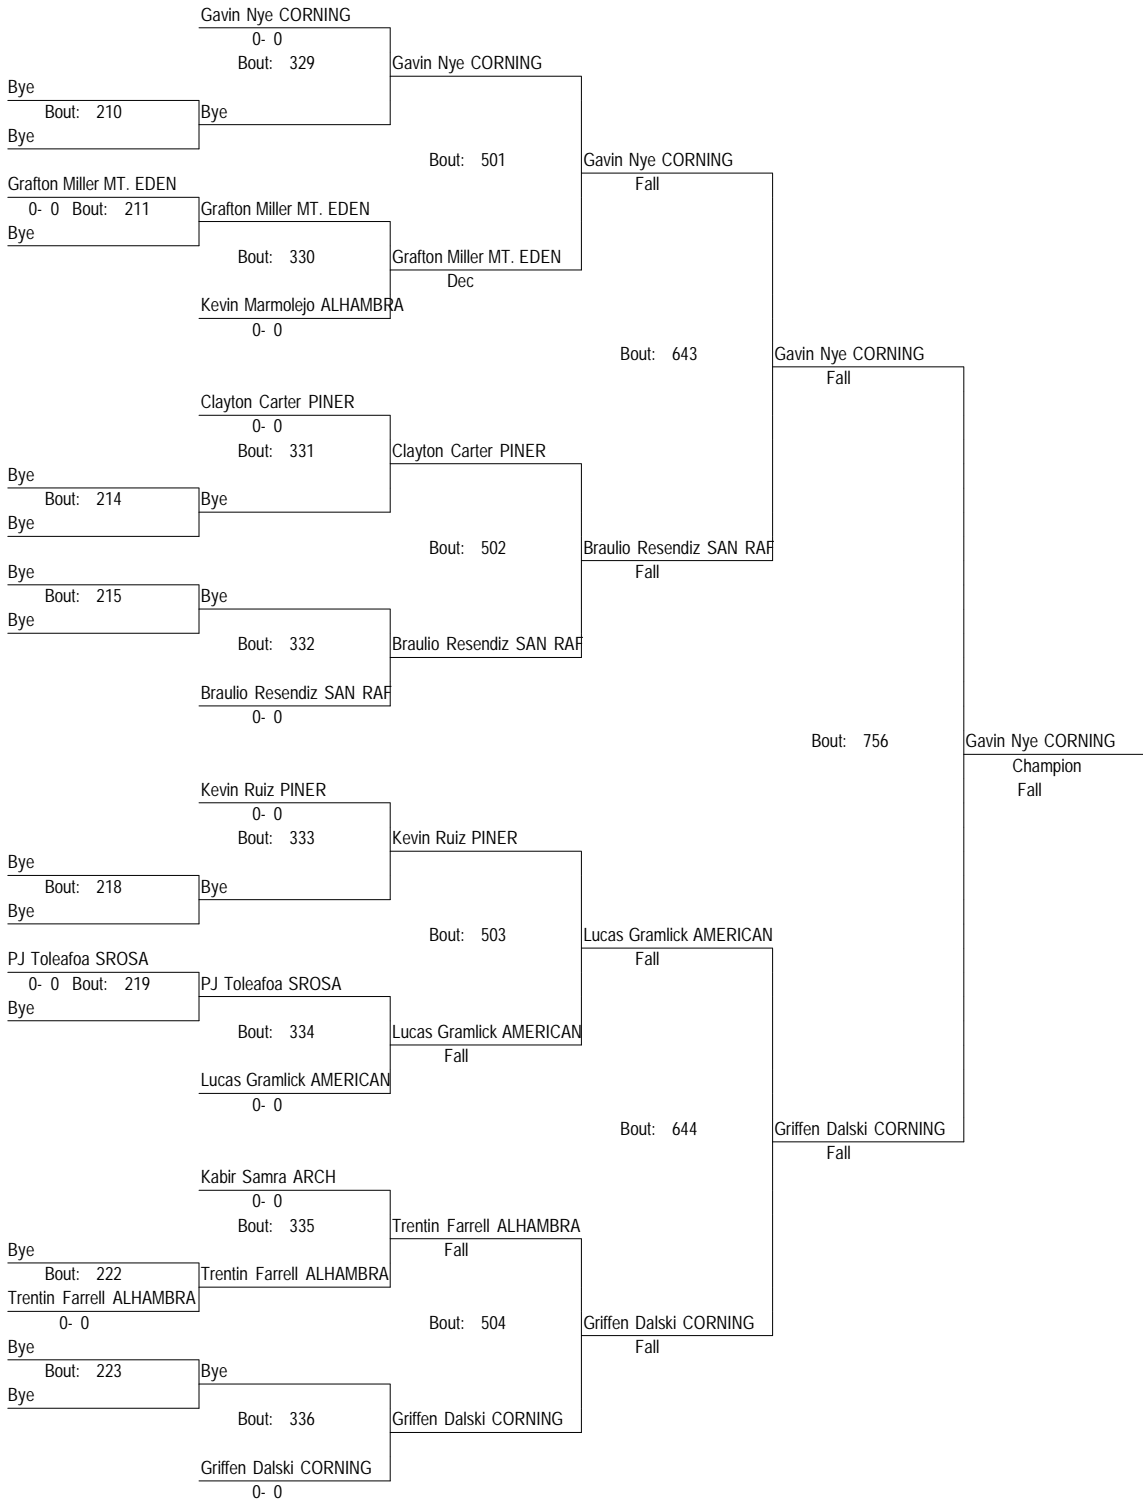 Gavin Nye CORNING
0- 0
Bout: 329
Gavin Nye CORNING
Bye
Bout: 210
Bye
Bye
Bout: 501
Gavin Nye CORNING
Fall
Grafton Miller MT. EDEN
0- 0 Bout: 211
Grafton Miller MT. EDEN
Bye
Bout: 330
Grafton Miller MT. EDEN
Dec
Kevin Marmolejo ALHAMBRA
0- 0
Bout: 643
Gavin Nye CORNING
Fall
Clayton Carter PINER
0- 0
Bout: 331
Clayton Carter PINER
Bye
Bout: 214
Bye
Bye
Bout: 502
Braulio Resendiz SAN RAF
Fall
Bye
Bout: 215
Bye
Bye
Bout: 332
Braulio Resendiz SAN RAF
Braulio Resendiz SAN RAF
0- 0
Bout: 756
Gavin Nye CORNING
Champion
Fall
Kevin Ruiz PINER
0- 0
Bout: 333
Kevin Ruiz PINER
Bye
Bout: 218
Bye
Bye
Bout: 503
Lucas Gramlick AMERICAN
Fall
PJ Toleafoa SROSA
0- 0 Bout: 219
PJ Toleafoa SROSA
Bye
Bout: 334
Lucas Gramlick AMERICAN
Fall
Lucas Gramlick AMERICAN
0- 0
Bout: 644
Griffen Dalski CORNING
Fall
Kabir Samra ARCH
0- 0
Bout: 335
Trentin Farrell ALHAMBRA
Fall
Bye
Bout: 222
Trentin Farrell ALHAMBRA
Trentin Farrell ALHAMBRA
0- 0
Bout: 504
Griffen Dalski CORNING
Fall
Bye
Bout: 223
Bye
Bye
Bout: 336
Griffen Dalski CORNING
Griffen Dalski CORNING
0- 0